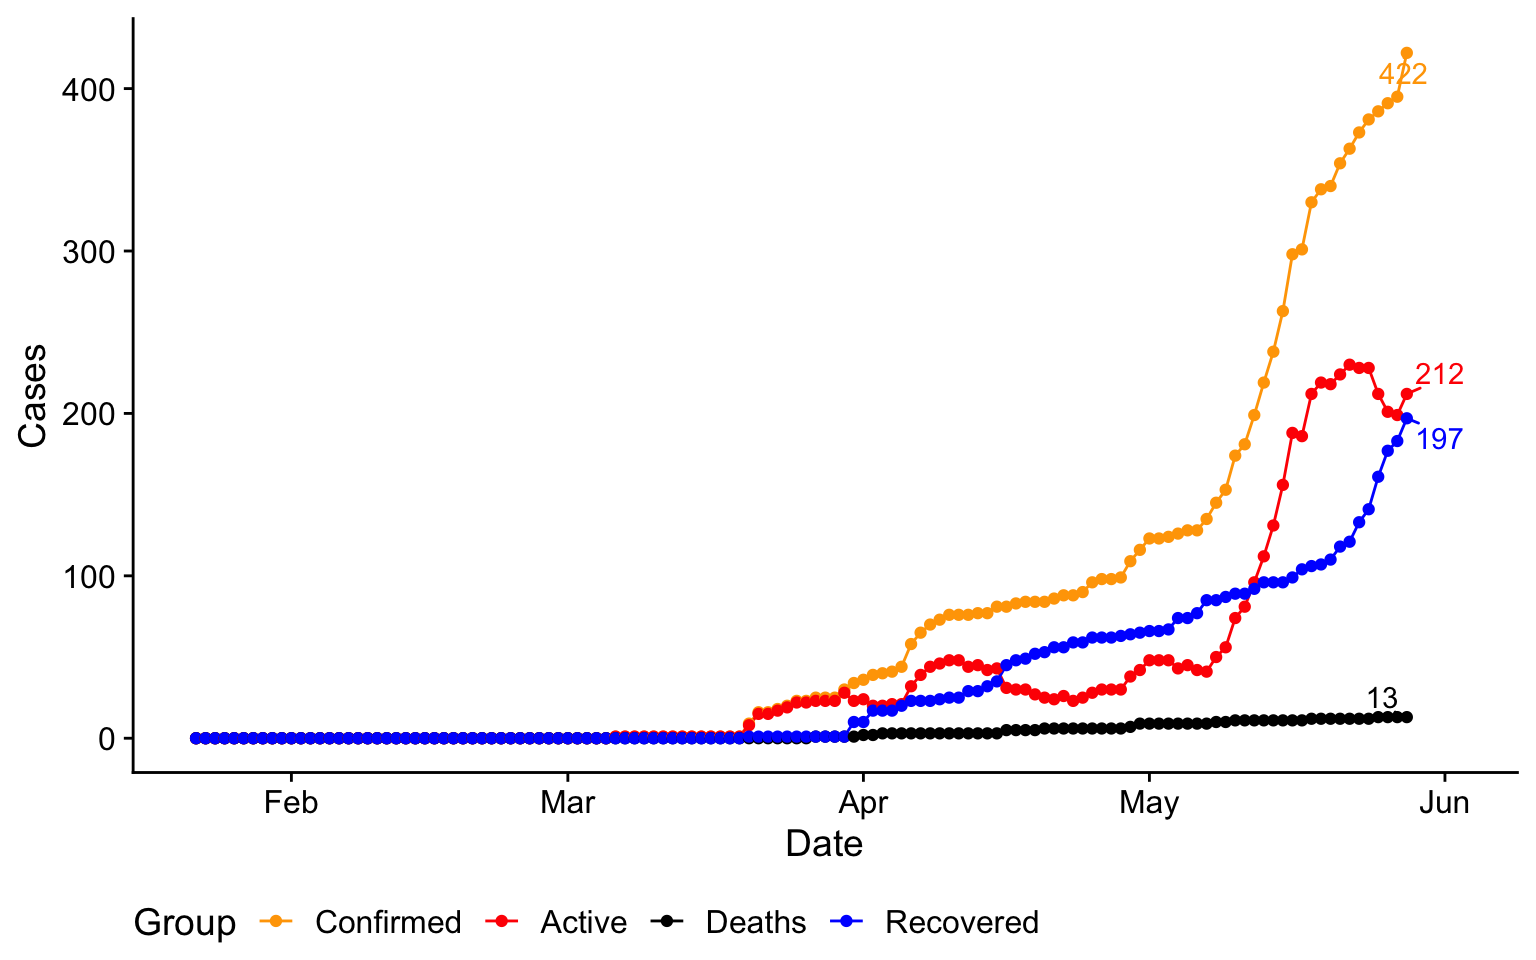 422
400
300
212
200
197
100
13
0
Cases
Feb Mar Apr May Jun
Date
Group Confirmed Active Deaths Recovered